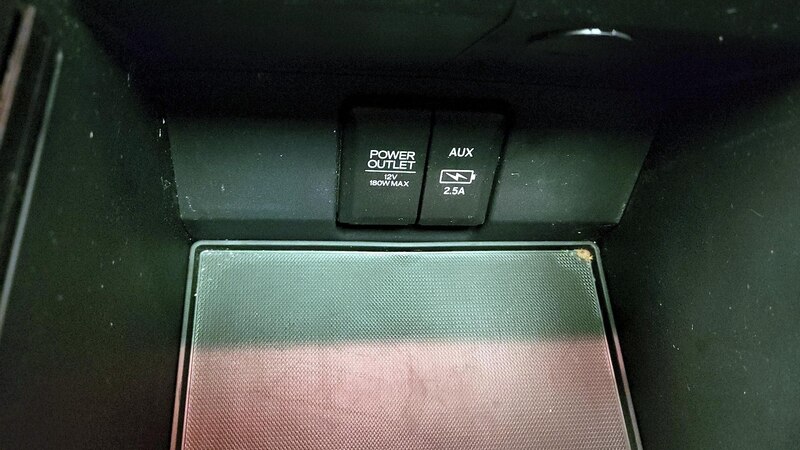 POWER
OUTLET
12V
180W MAX
AUX
2.5A